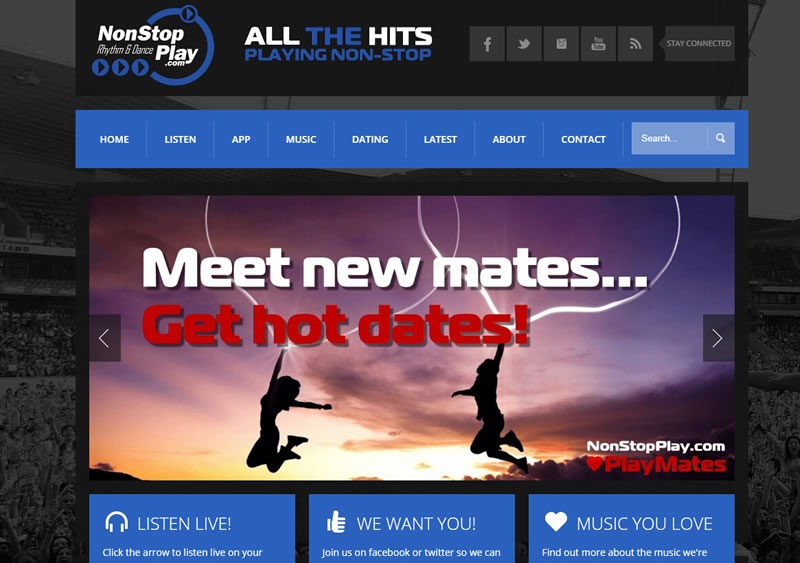 NonStop
Rhythm & Dance
Play
.com
ALL THE HITS
PLAYING NON-STOP
You
Tube
STAY CONNECTED
HOME
LISTEN
APP
MUSIC
DATING
LATEST
ABOUT
CONTACT
Search...
Meet new mates...
Get hot dates!
NonStopPlay.com
PlayMates
LISTEN LIVE!
Click the arrow to listen live on your
WE WANT YOU!
Join us on facebook or twitter so we can
MUSIC YOU LOVE
Find out more about the music we're